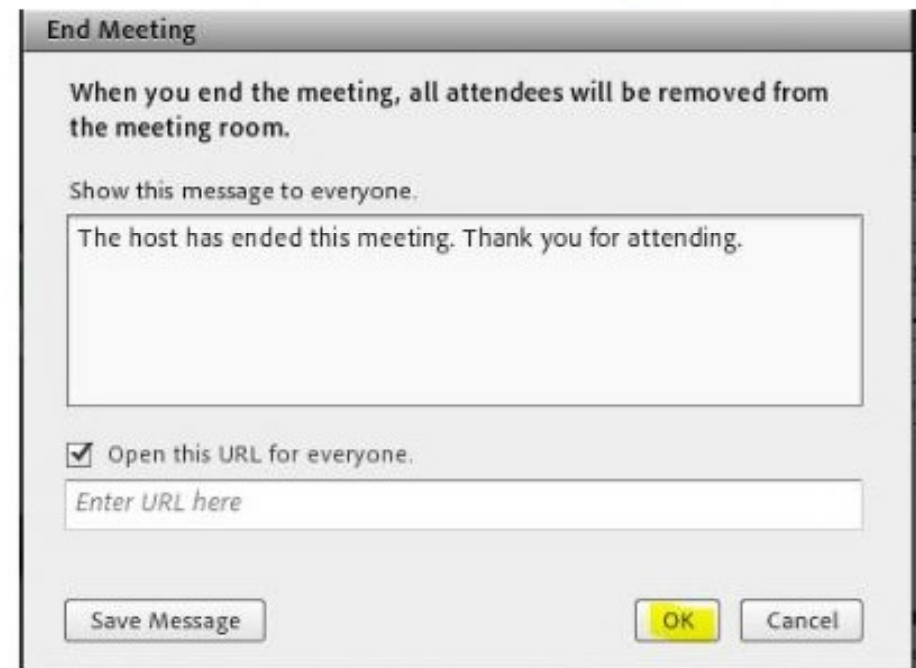 End Meeting
When you end the meeting, all attendees will be removed from
the meeting room.
Show this message to everyone.
The host has ended this meeting. Thank you for attending.
Open this URL for everyone.
Enter URL here
Save Message
OK
Cancel